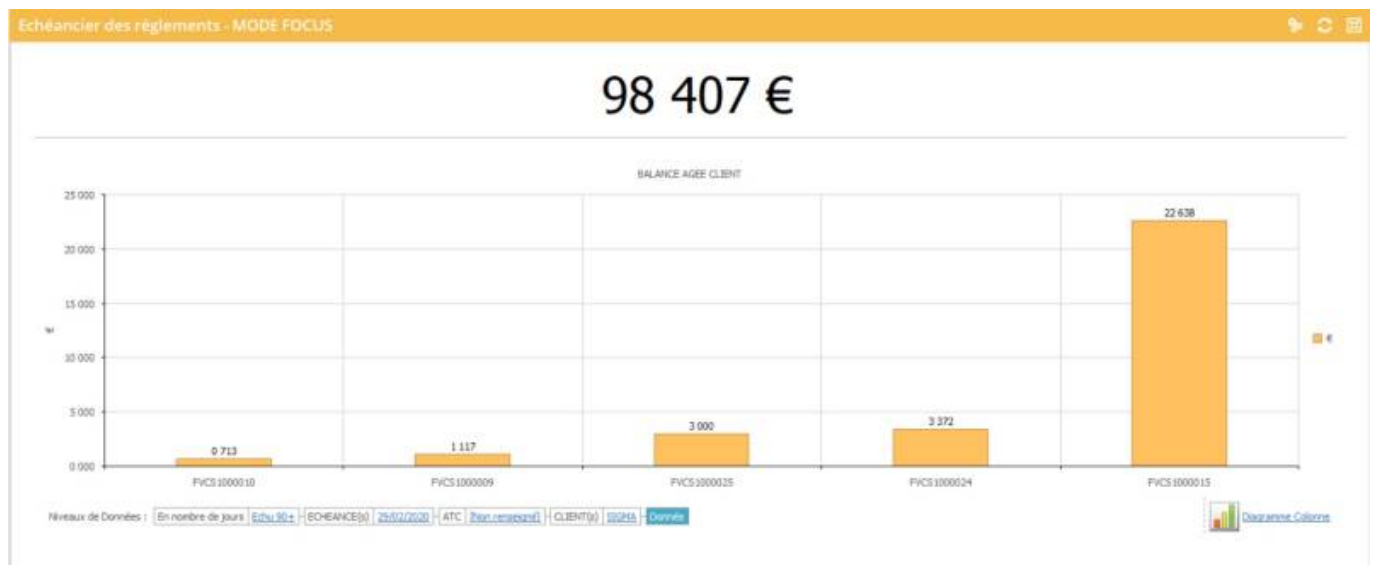 Echéancier des règlements - MODE FOCUS
98 407 €
BALANCE AGEE CLIENT
25 000
20 000
15 000
10 000
5 000
0 000
€
0 713
1 117
3 000
3 372
22 638
FVCS1000010
FVCS1000009
FVCS1000025
FVCS1000024
FVCS1000015
€
Niveaux de Données : En nombre de jours Echu 90+ - ECHEANCE(s) 29/02/2020 - ATC [Non renseigné] - CLIENT(s) SIGMA - Donnée
Diagramme Colonne